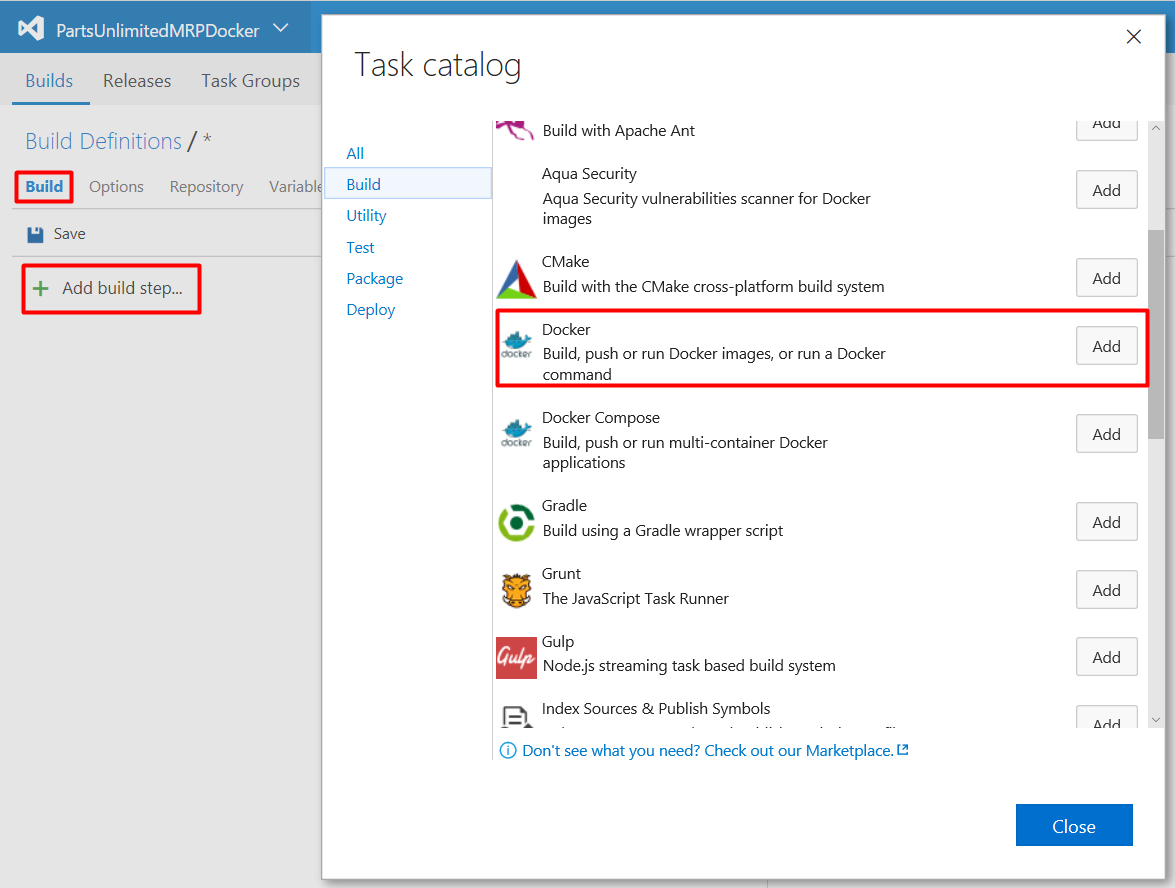 PartsUnlimitedMRPDocker
Builds Releases Task Groups
Build Definitions / *
Build Options Repository Variable
Save
+ Add build step...
Task catalog
All
Build
Utility
Test
Package
Deploy
Build with Apache Ant
Add
Aqua Security
Aqua Security vulnerabilities scanner for Docker
images
Add
CMake
Build with the CMake cross-platform build system
Add
docker
Docker
Build, push or run Docker images, or run a Docker
command
Add
docker
Docker Compose
Build, push or run multi-container Docker
applications
Add
Gradle
Build using a Gradle wrapper script
Add
Grunt
The JavaScript Task Runner
Add
Gulp
Gulp
Node.js streaming task based build system
Add
Index Sources & Publish Symbols
Add
Don't see what you need? Check out our Marketplace.
Close